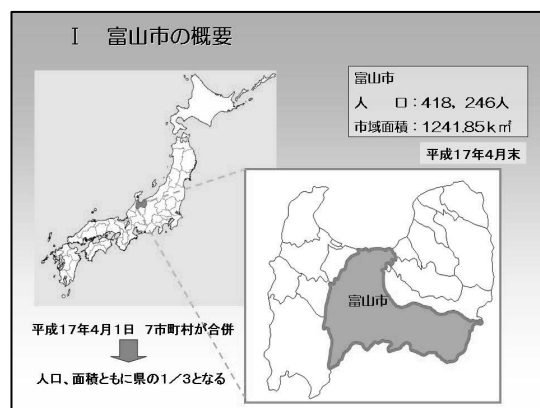 Ⅰ 富山市の概要
富山市
人 口：418，246人
市域面積：1241.85k㎡
平成17年4月末
富山市
平成17年4月1日 7市町村が合併
人口、面積ともに県の1／3となる